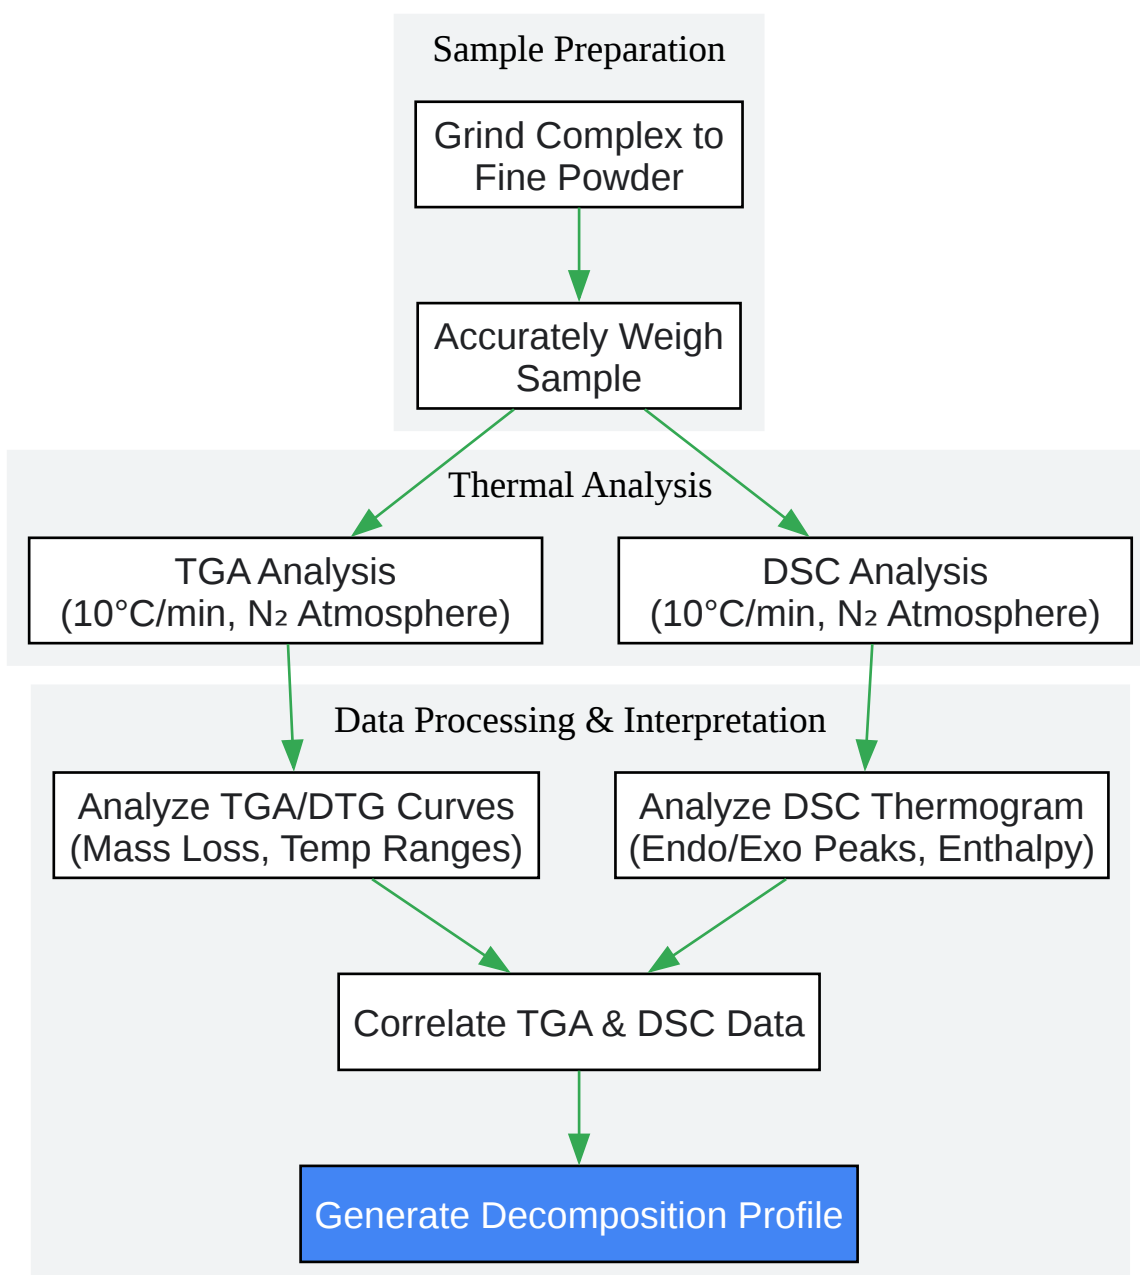 Sample Preparation
Grind Complex to
Fine Powder
Accurately Weigh
Sample
Thermal Analysis
TGA Analysis
(10°C/min, N₂ Atmosphere)
DSC Analysis
(10°C/min, N₂ Atmosphere)
Data Processing & Interpretation
Analyze TGA/DTG Curves
(Mass Loss, Temp Ranges)
Analyze DSC Thermogram
(Endo/Exo Peaks, Enthalpy)
Correlate TGA & DSC Data
Generate Decomposition Profile